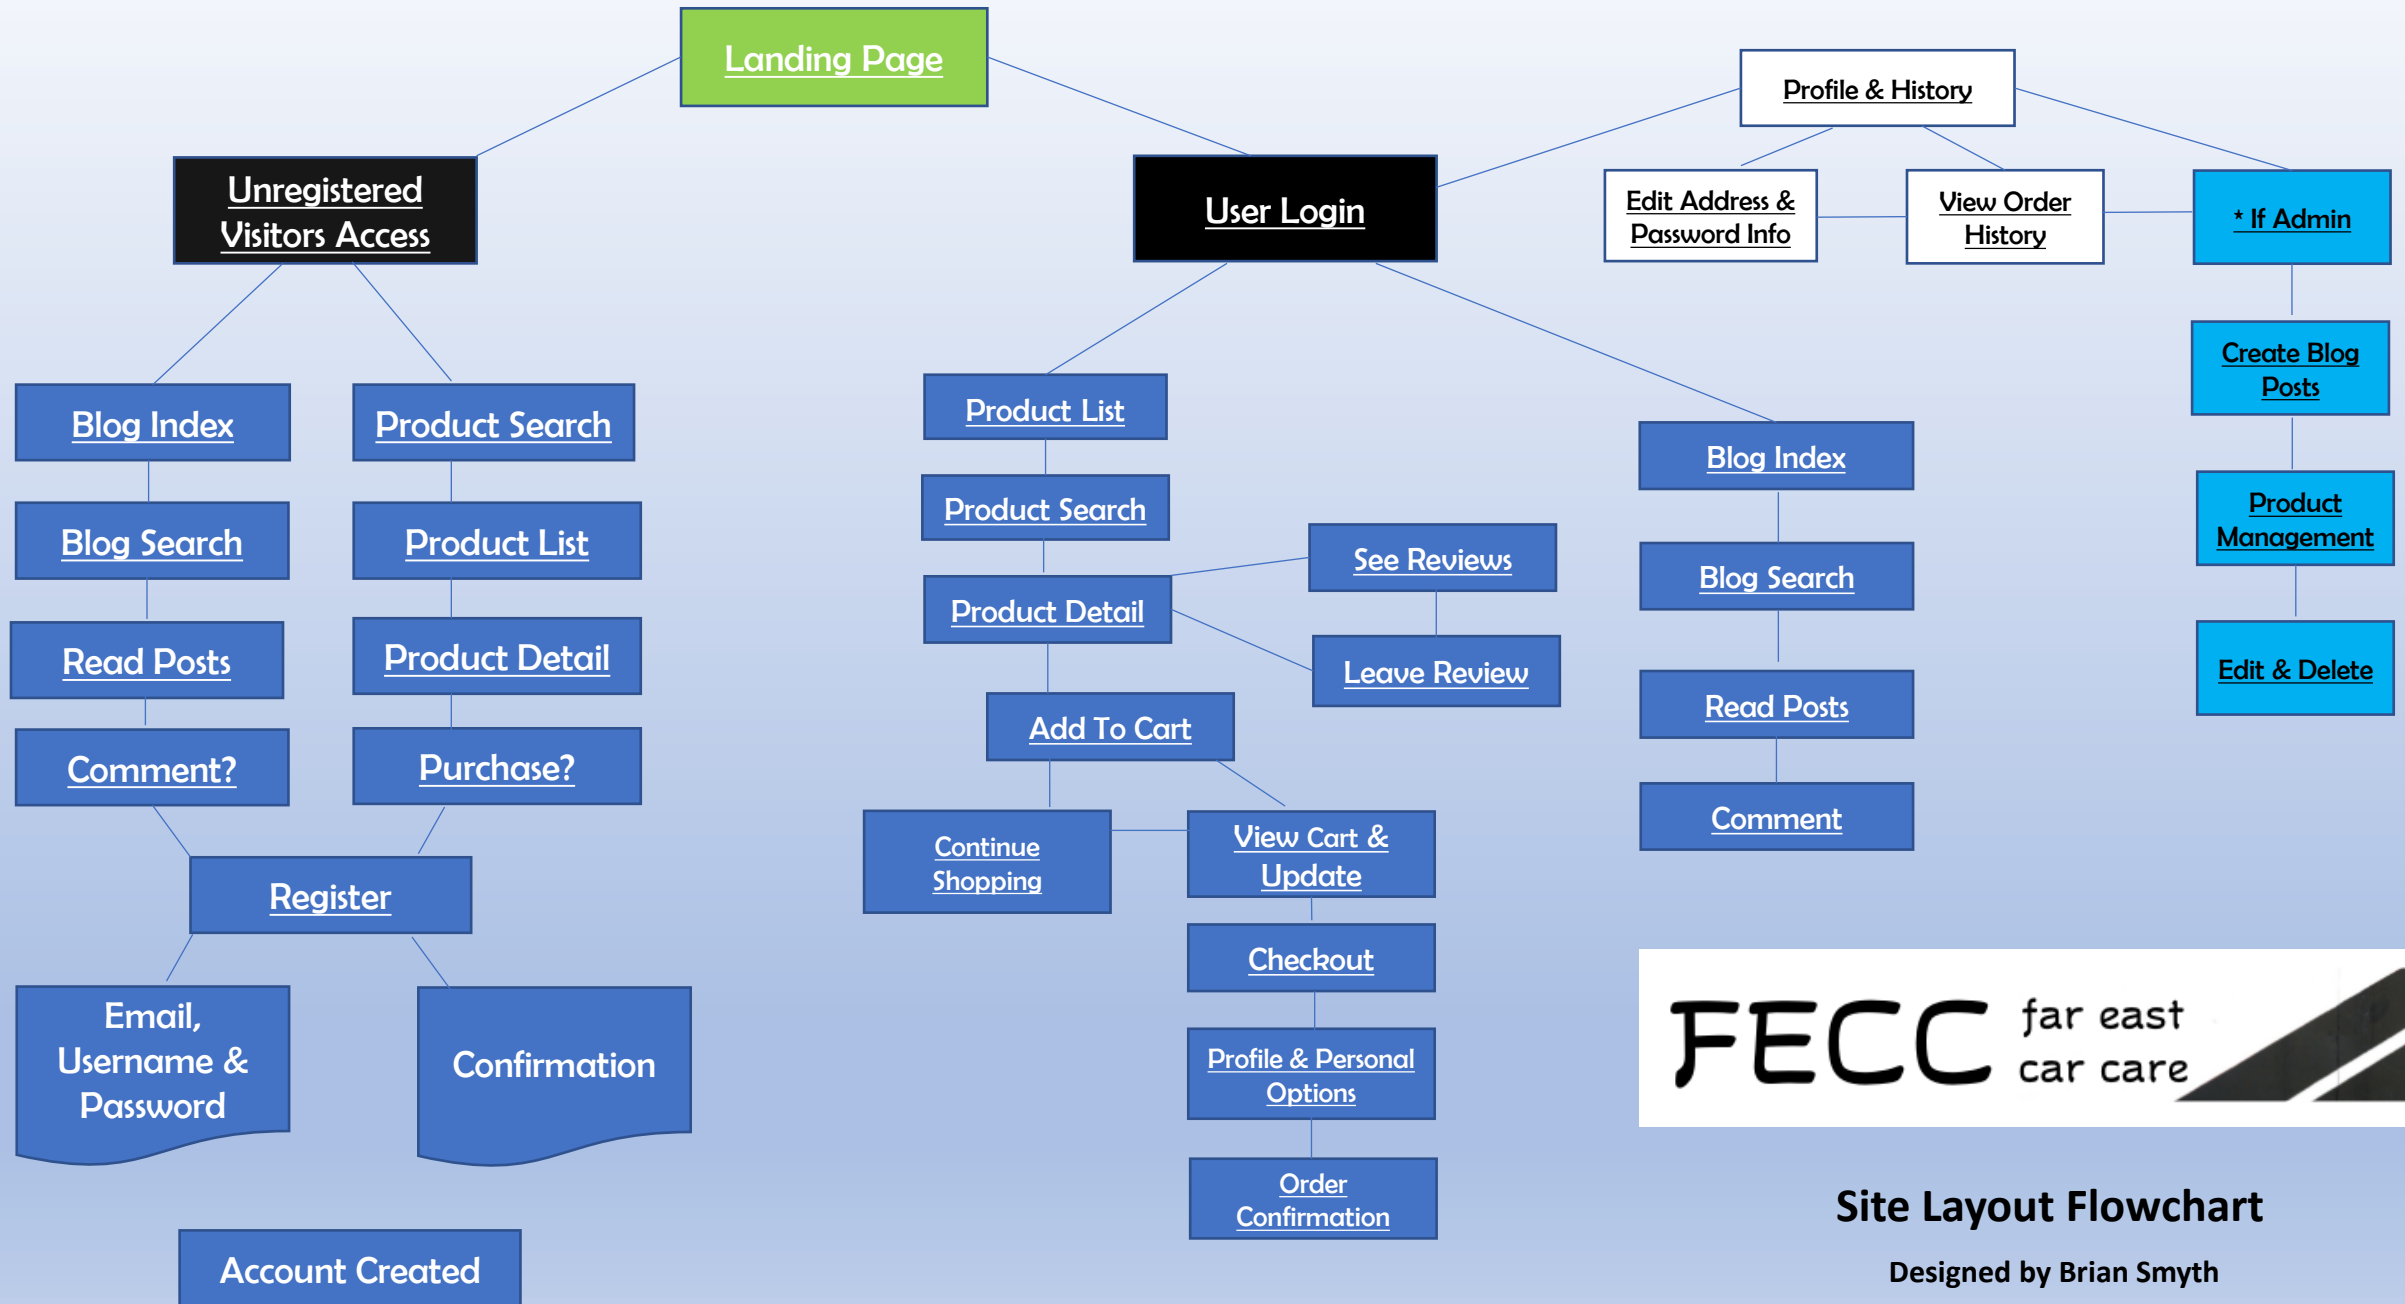 Landing Page
Profile & History
Unregistered
Visitors Access
User Login
Edit Address &
Password Info
View Order
History
* If Admin
Create Blog
Posts
Blog Index
Product Search
Product List
Blog Index
Product
Management
Blog Search
Product List
Product Search
See Reviews
Blog Search
Read Posts
Product Detail
Product Detail
Leave Review
Edit & Delete
Read Posts
Comment?
Purchase?
Add To Cart
Comment
Continue
Shopping
View Cart &
Update
Register
Checkout
Email,
Username &
Password
Confirmation
Profile & Personal
Options
Order
Confirmation
Account Created
FECC
far east
car care
Site Layout Flowchart
Designed by Brian Smyth